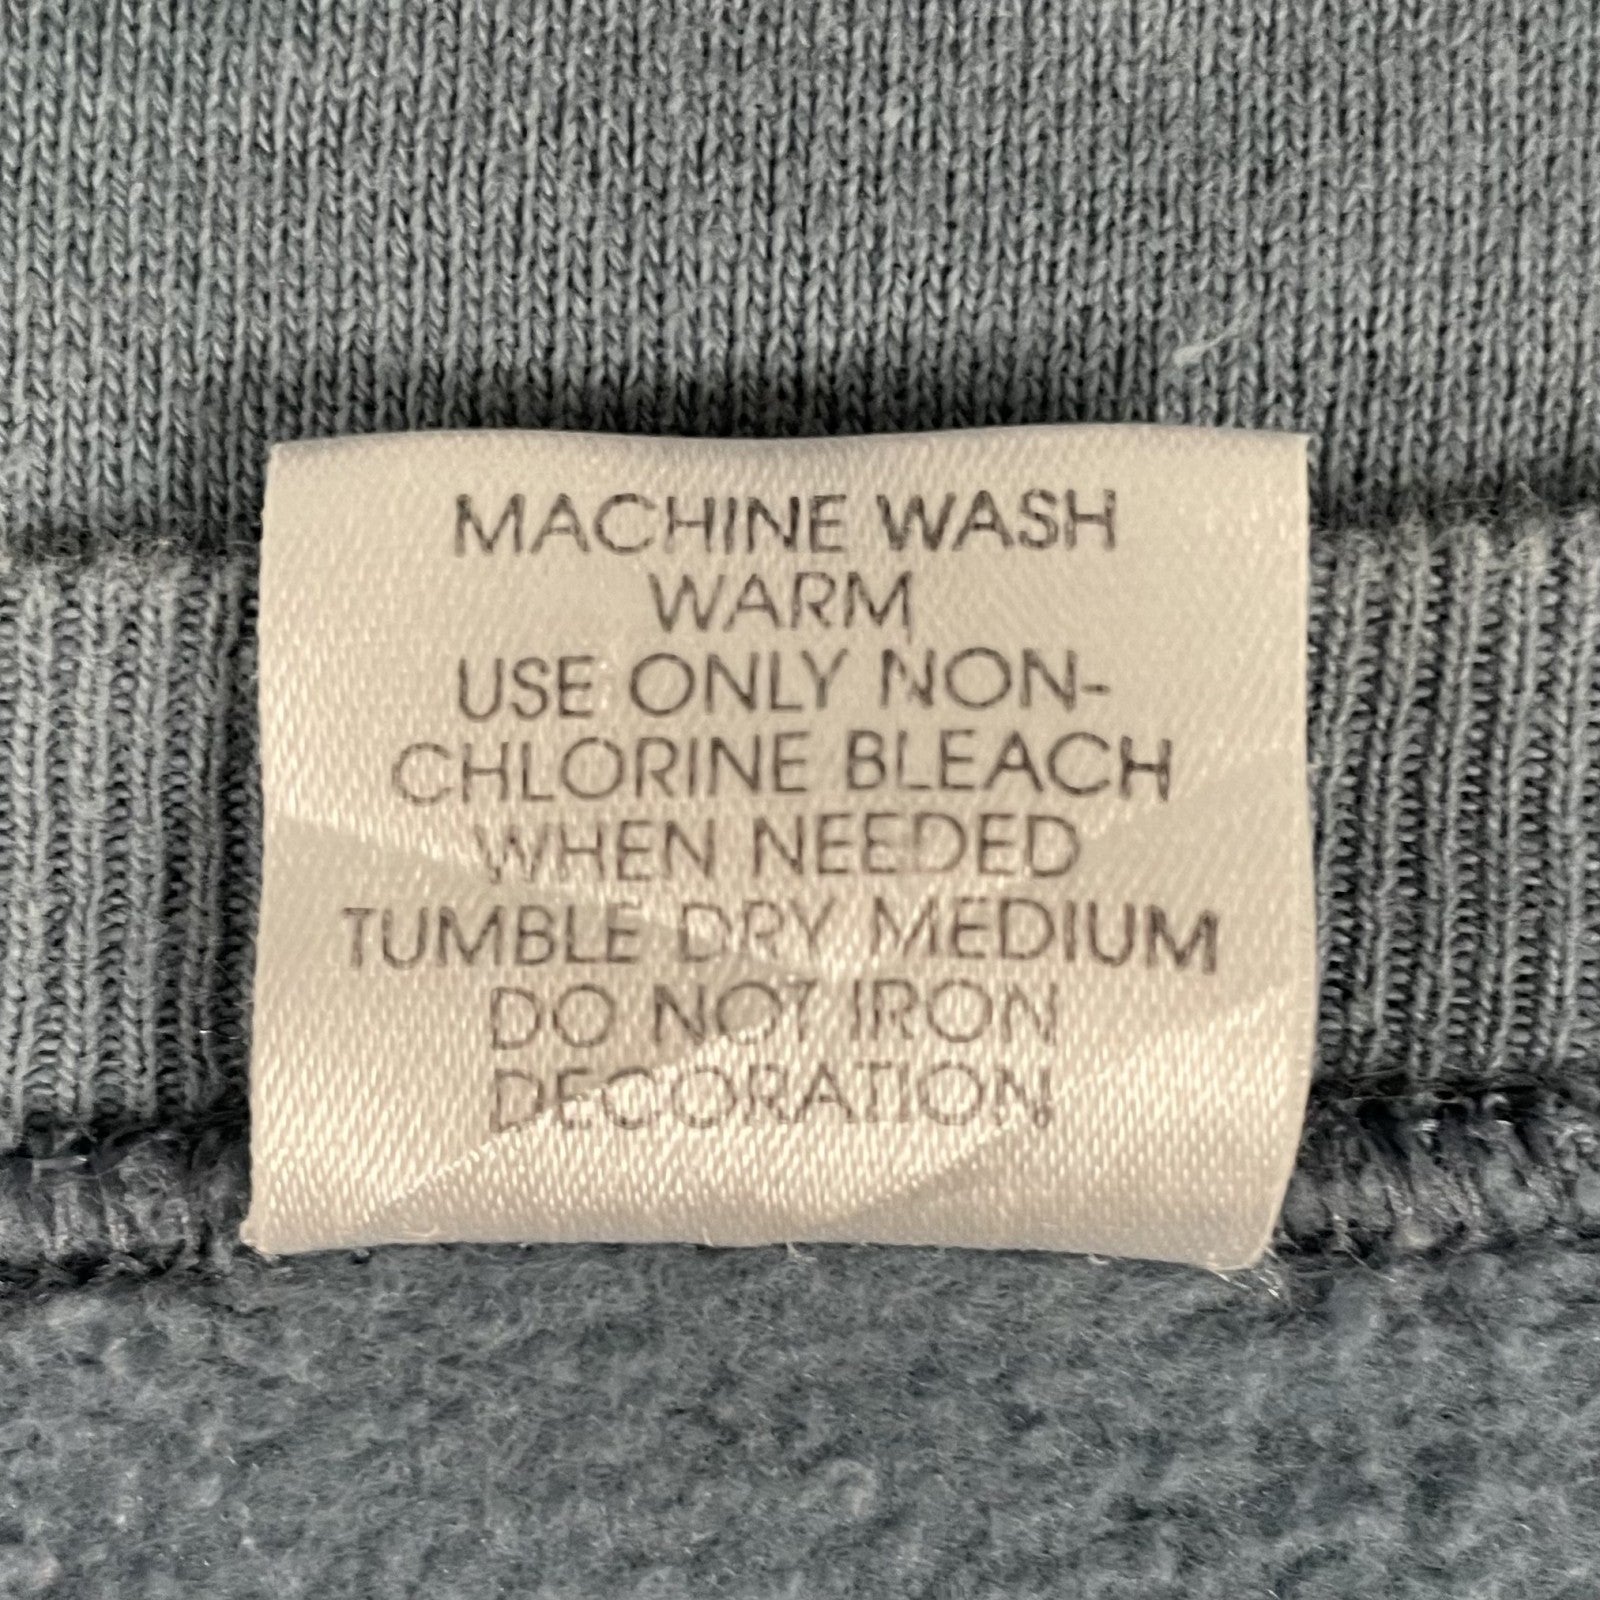 MACHINE WASH
WARM
USE ONLY NON-
CHLORINE BLEACH
WHEN NEEDED
TUMBLE DRY MEDIUM
DO NOT IRON
DECORATION